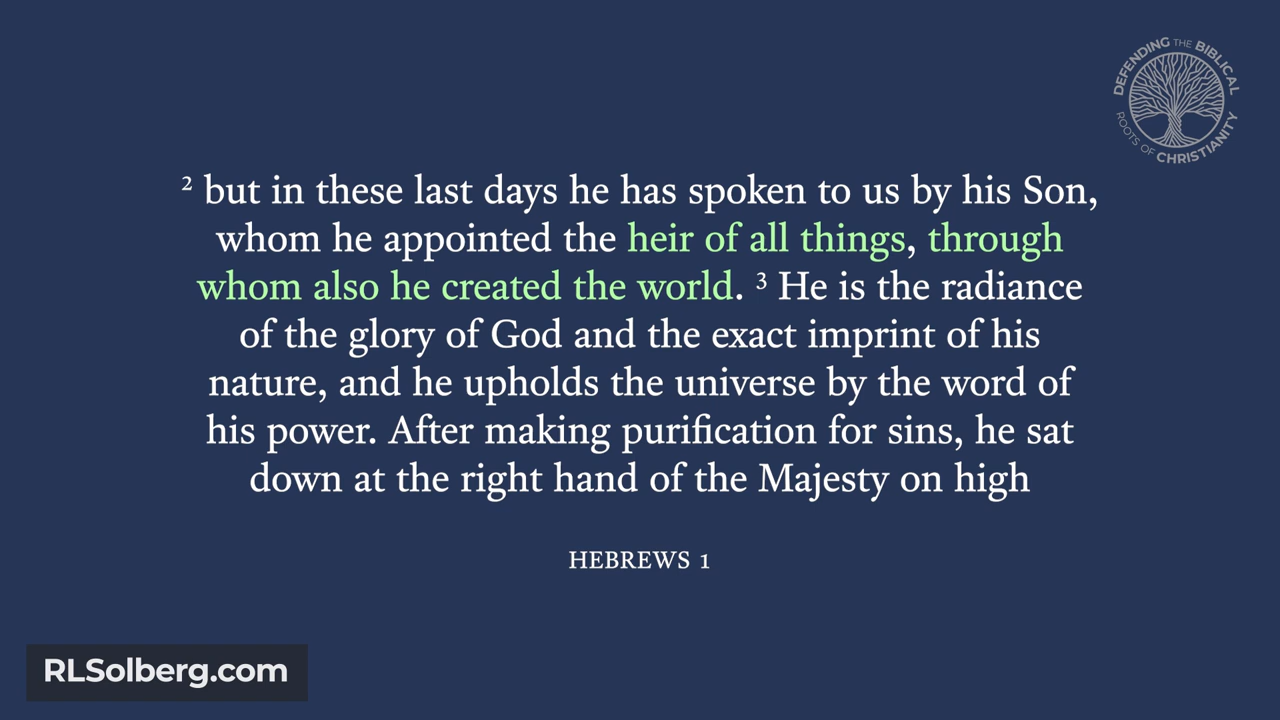 DEFENDING THE BIBLICAL
ROOTS OF CHRISTIANITY
² but in these last days he has spoken to us by his Son,
whom he appointed the heir of all things, through
whom also he created the world. ³ He is the radiance
of the glory of God and the exact imprint of his
nature, and he upholds the universe by the word of
his power. After making purification for sins, he sat
down at the right hand of the Majesty on high
HEBREWS 1
RLSolberg.com